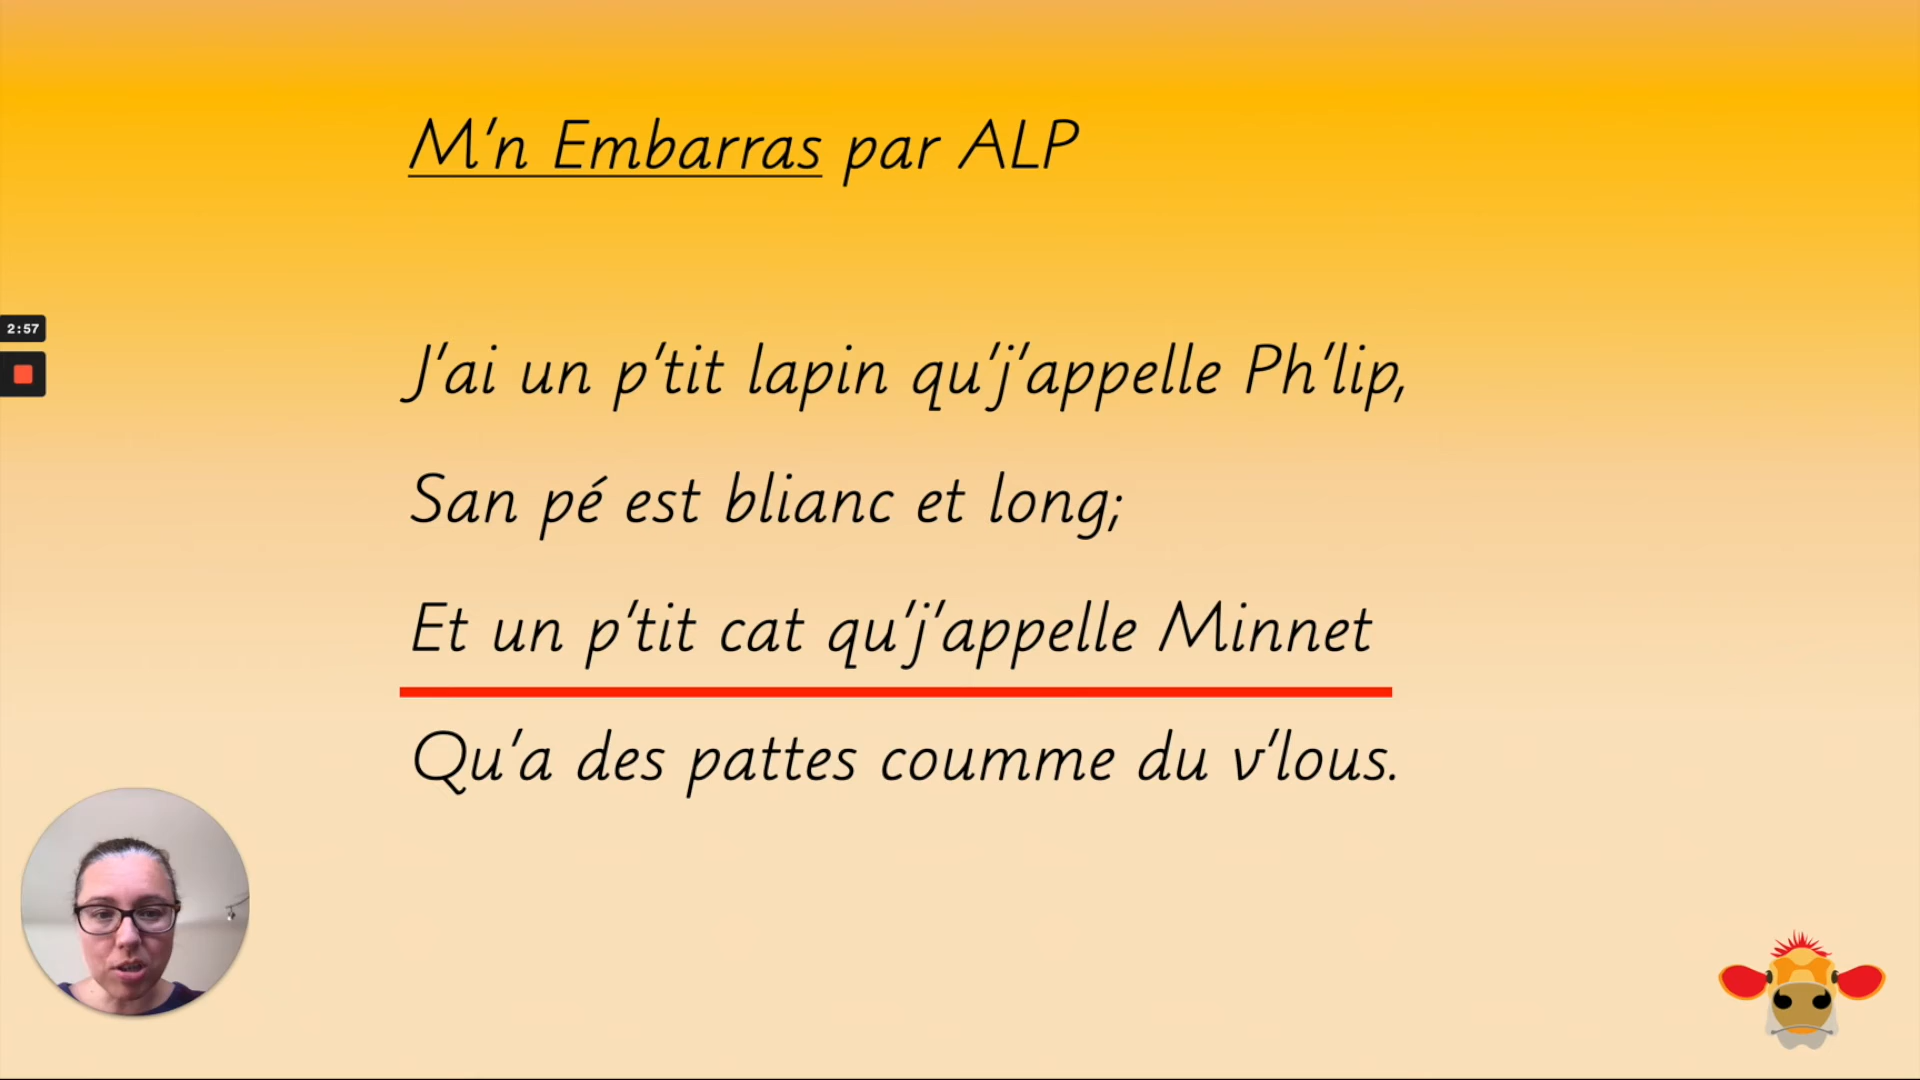 M'n Embarras par ALP
J'ai un p'tit lapin qu'j'appelle Ph'lip,
2:57
San pé est blianc et long;
Et un p'tit cat qu'j'appelle Minnet
Qu'a des pattes coumme du v'lous.